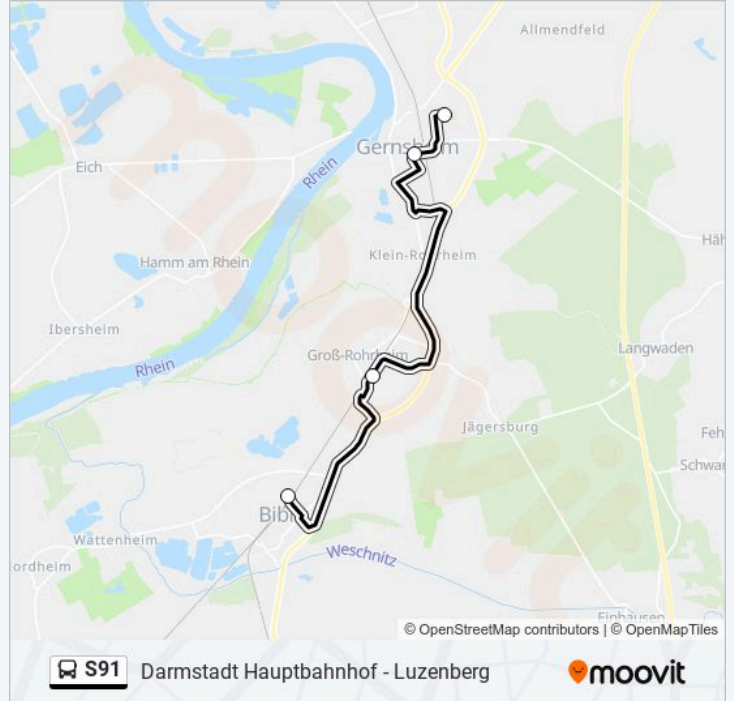 Allmendfeld
Gernsheim
Eich
Rhein
Häh
Klein-Rohrheim
Hamm am Rhein
Ibersheim
Groß-Rohrheim
Langwaden
Rhein
Jägersburg
Feh
Schwar
Bibl
Wattenheim
Weschnitz
ordheim
Einhausen
© OpenStreetMap contributors | © OpenMapTiles
S91 Darmstadt Hauptbahnhof - Luzenberg
moovit